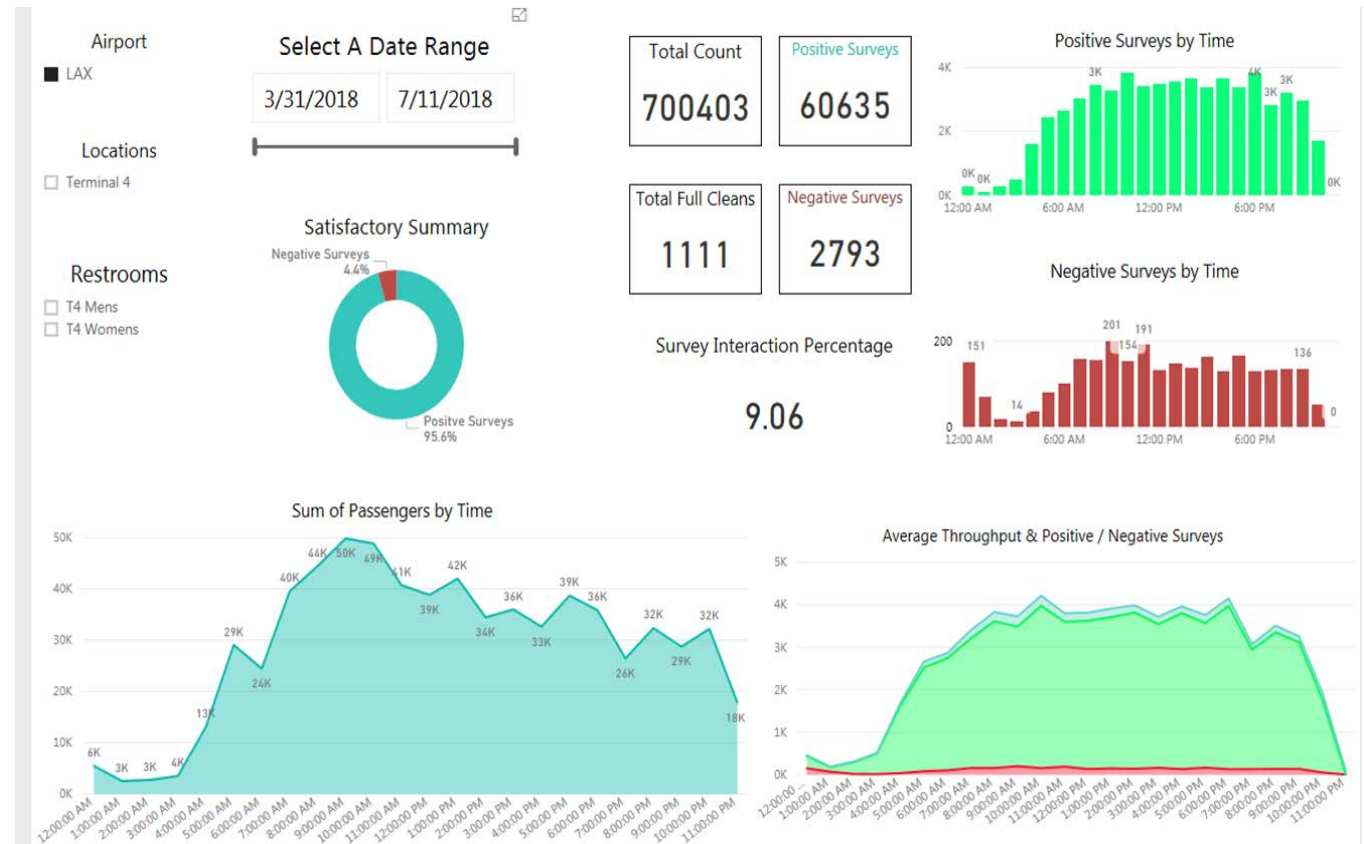 Airport
LAX
Locations
Terminal 4
Restrooms
T4 Mens
T4 Womens
Select A Date Range
3/31/2018 7/11/2018
Satisfactory Summary
Negative Surveys
4.4%
Positve Surveys
95.6%
Total Count
700403
Positive Surveys
60635
Total Full Cleans
1111
Negative Surveys
2793
Survey Interaction Percentage
9.06
Positive Surveys by Time
4K
2K
0K
0K 0K 3K 4K 3K 3K 0K
12:00 AM 6:00 AM 12:00 PM 6:00 PM
Negative Surveys by Time
200
0
151 14 201 154 191 136 0
12:00 AM 6:00 AM 12:00 PM 6:00 PM
Sum of Passengers by Time
50K
40K
30K
20K
10K
0K
6K 3K 3K 4K 13K 29K 24K 40K 44K 50K 49K 41K 39K 42K 34K 36K 33K 39K 36K 26K 32K 29K 32K 18K
12:00:00 AM 1:00:00 AM 2:00:00 AM 3:00:00 AM 4:00:00 AM 5:00:00 AM 6:00:00 AM 7:00:00 AM 8:00:00 AM 9:00:00 AM 10:00:00 AM 11:00:00 AM 12:00:00 PM 1:00:00 PM 2:00:00 PM 3:00:00 PM 4:00:00 PM 5:00:00 PM 6:00:00 PM 7:00:00 PM 8:00:00 PM 9:00:00 PM 10:00:00 PM 11:00:00 PM
Average Throughput & Positive / Negative Surveys
5K
4K
3K
2K
1K
0K
12:00:00 ... 1:00:00 AM 2:00:00 AM 3:00:00 AM 4:00:00 AM 5:00:00 AM 6:00:00 AM 7:00:00 AM 8:00:00 AM 9:00:00 AM 10:00:00 AM 11:00:00 AM 12:00:00 PM 1:00:00 PM 2:00:00 PM 3:00:00 PM 4:00:00 PM 5:00:00 PM 6:00:00 PM 7:00:00 PM 8:00:00 PM 9:00:00 PM 10:00:00 PM 11:00:00 PM